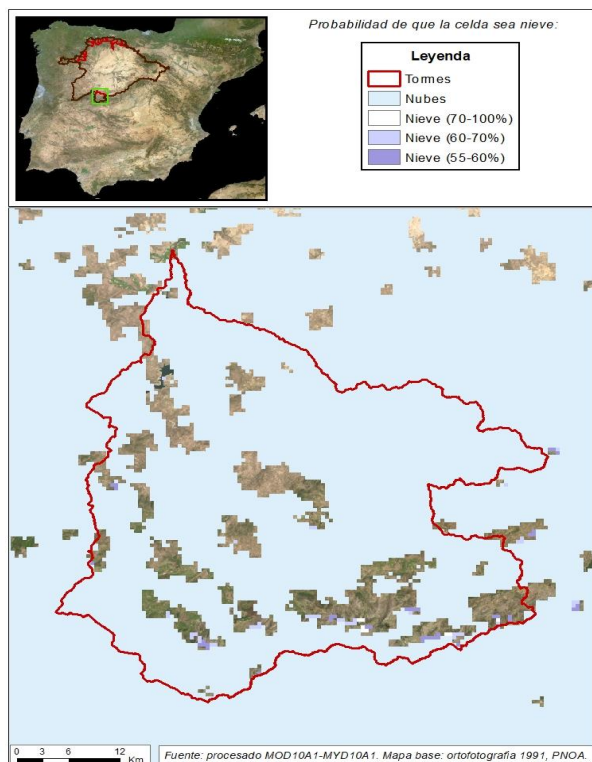 Probabilidad de que la celda sea nieve:
Leyenda
Tormes
Nubes
Nieve (70-100%)
Nieve (60-70%)
Nieve (55-60%)
0 3 6 12
Km
Fuente: procesado MOD10A1-MYD10A1. Mapa base: ortofotografía 1991, PNOA.